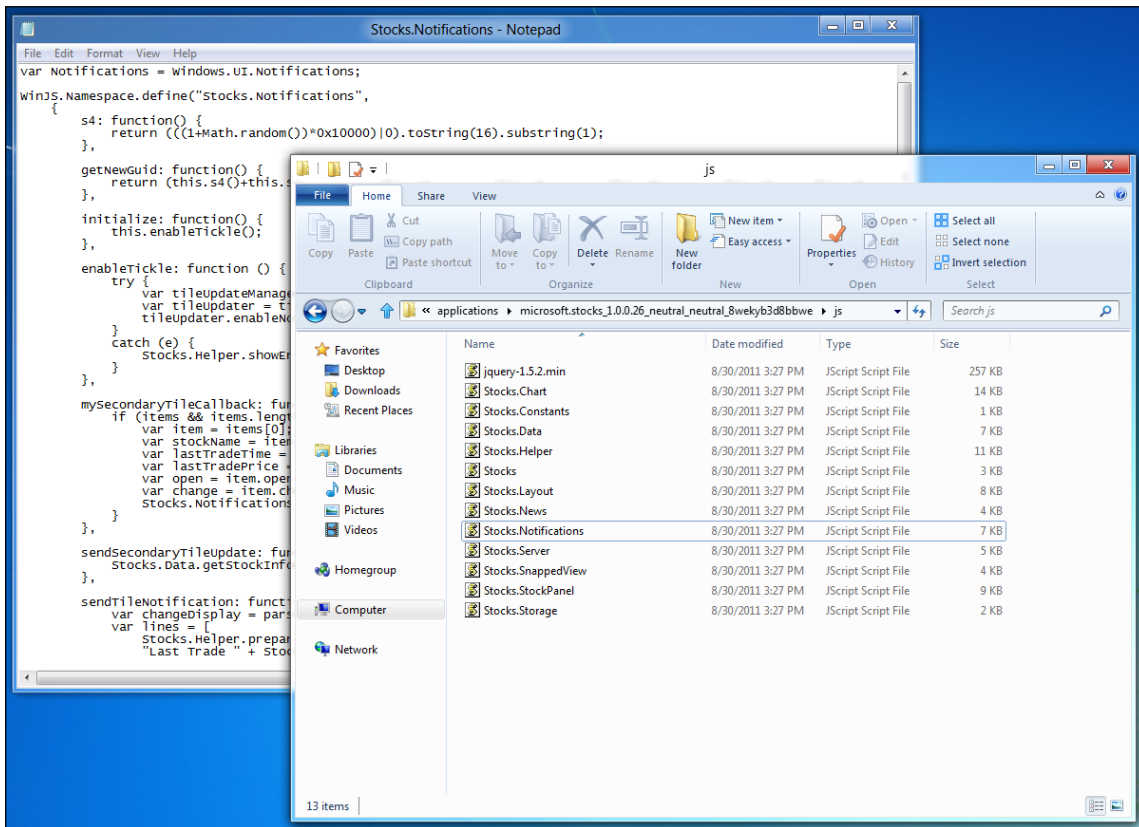 Stocks.Notifications - Notepad
File Edit Format View Help
var Notifications = Windows.UI.Notifications;
WinJS.Namespace.define("Stocks.Notifications",
{
s4: function() {
return (((1+Math.random())*0x10000)|0).toString(16).substring(1);
},
getNewGuid: function() {
return (this.s4()+this.s
},
initialize: function() {
this.enableTickle();
},
enableTickle: function () {
try {
var tileUpdateManage
var tileUpdater = ti
tileUpdater.enableNo
}
catch (e) {
Stocks.Helper.showEr
}
},
mySecondaryTileCallback: fun
if (items && items.lengt
var item = items[0];
var stockName = item
var lastTradeTime =
var lastTradePrice =
var open = item.open
var change = item.ch
Stocks.Notifications
}
},
sendSecondaryTileUpdate: fun
Stocks.Data.getStockInfo
},
sendTileNotification: functi
var changeDisplay = pars
var lines = [
Stocks.Helper.prepar
"Last Trade " + Stoc
js
File Home Share View
Copy
Paste
Cut
Copy path
Paste shortcut
Clipboard
Move to
Copy to
Delete
Rename
Organize
New folder
New item
Easy access
New
Properties
Open
Edit
History
Open
Select all
Select none
Invert selection
Select
« applications microsoft.stocks_1.0.0.26_neutral_neutral_8wekyb3d8bbwe js
Search js
Favorites
Desktop
Downloads
Recent Places
Libraries
Documents
Music
Pictures
Videos
Homegroup
Computer
Network
Name Date modified Type Size
jquery-1.5.2.min 8/30/2011 3:27 PM JScript Script File 257 KB
Stocks.Chart 8/30/2011 3:27 PM JScript Script File 14 KB
Stocks.Constants 8/30/2011 3:27 PM JScript Script File 1 KB
Stocks.Data 8/30/2011 3:27 PM JScript Script File 7 KB
Stocks.Helper 8/30/2011 3:27 PM JScript Script File 11 KB
Stocks 8/30/2011 3:27 PM JScript Script File 3 KB
Stocks.Layout 8/30/2011 3:27 PM JScript Script File 8 KB
Stocks.News 8/30/2011 3:27 PM JScript Script File 4 KB
Stocks.Notifications 8/30/2011 3:27 PM JScript Script File 7 KB
Stocks.Server 8/30/2011 3:27 PM JScript Script File 5 KB
Stocks.SnappedView 8/30/2011 3:27 PM JScript Script File 4 KB
Stocks.StockPanel 8/30/2011 3:27 PM JScript Script File 9 KB
Stocks.Storage 8/30/2011 3:27 PM JScript Script File 2 KB
13 items